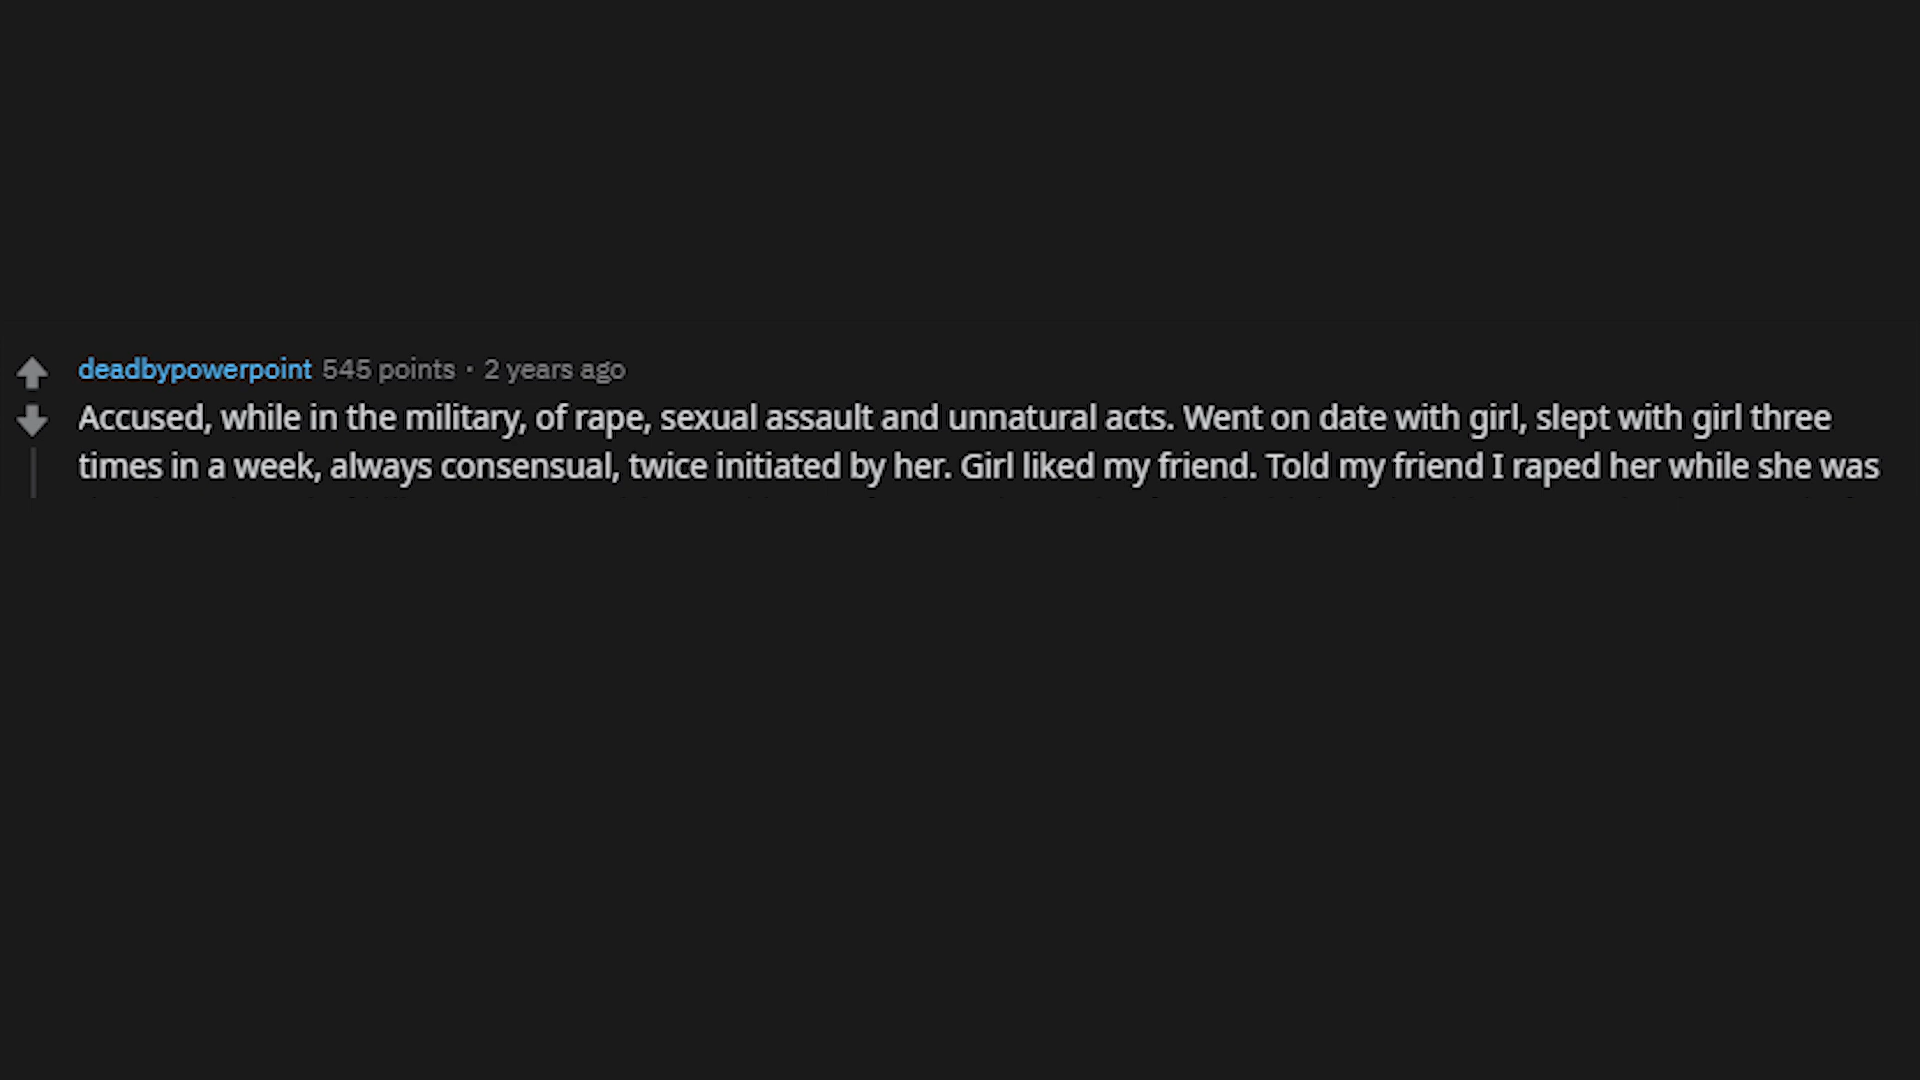 deadbypowerpoint 545 points · 2 years ago
Accused, while in the military, of rape, sexual assault and unnatural acts. Went on date with girl, slept with girl three
times in a week, always consensual, twice initiated by her. Girl liked my friend. Told my friend I raped her while she was